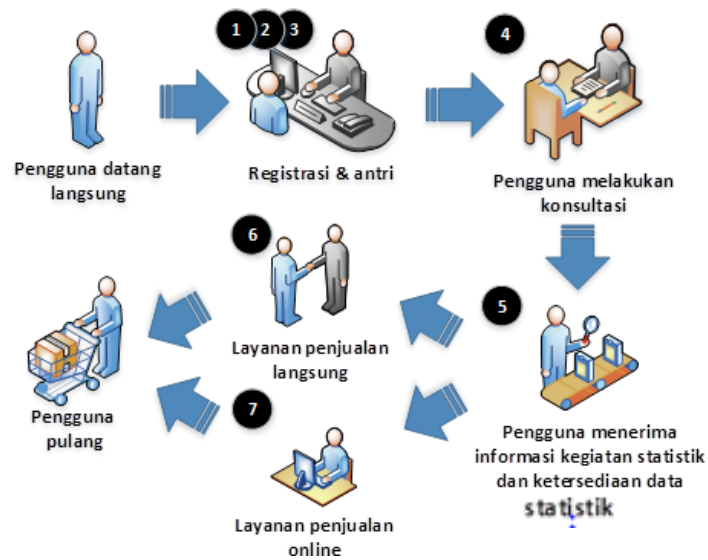 1 2 3
4
Pengguna datang
langsung
Registrasi & antri
Pengguna melakukan
konsultasi
6
5
Layanan penjualan
langsung
Pengguna
pulang
7
Pengguna menerima
informasi kegiatan statistik
dan ketersediaan data
statistik
Layanan penjualan
online